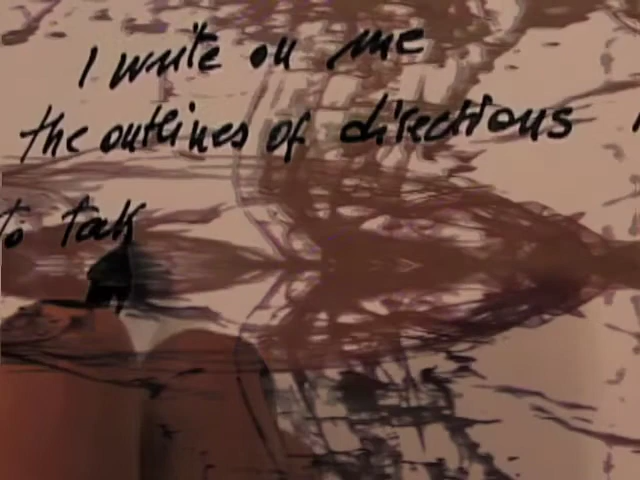 I write on me
the outlines of directions
to talk